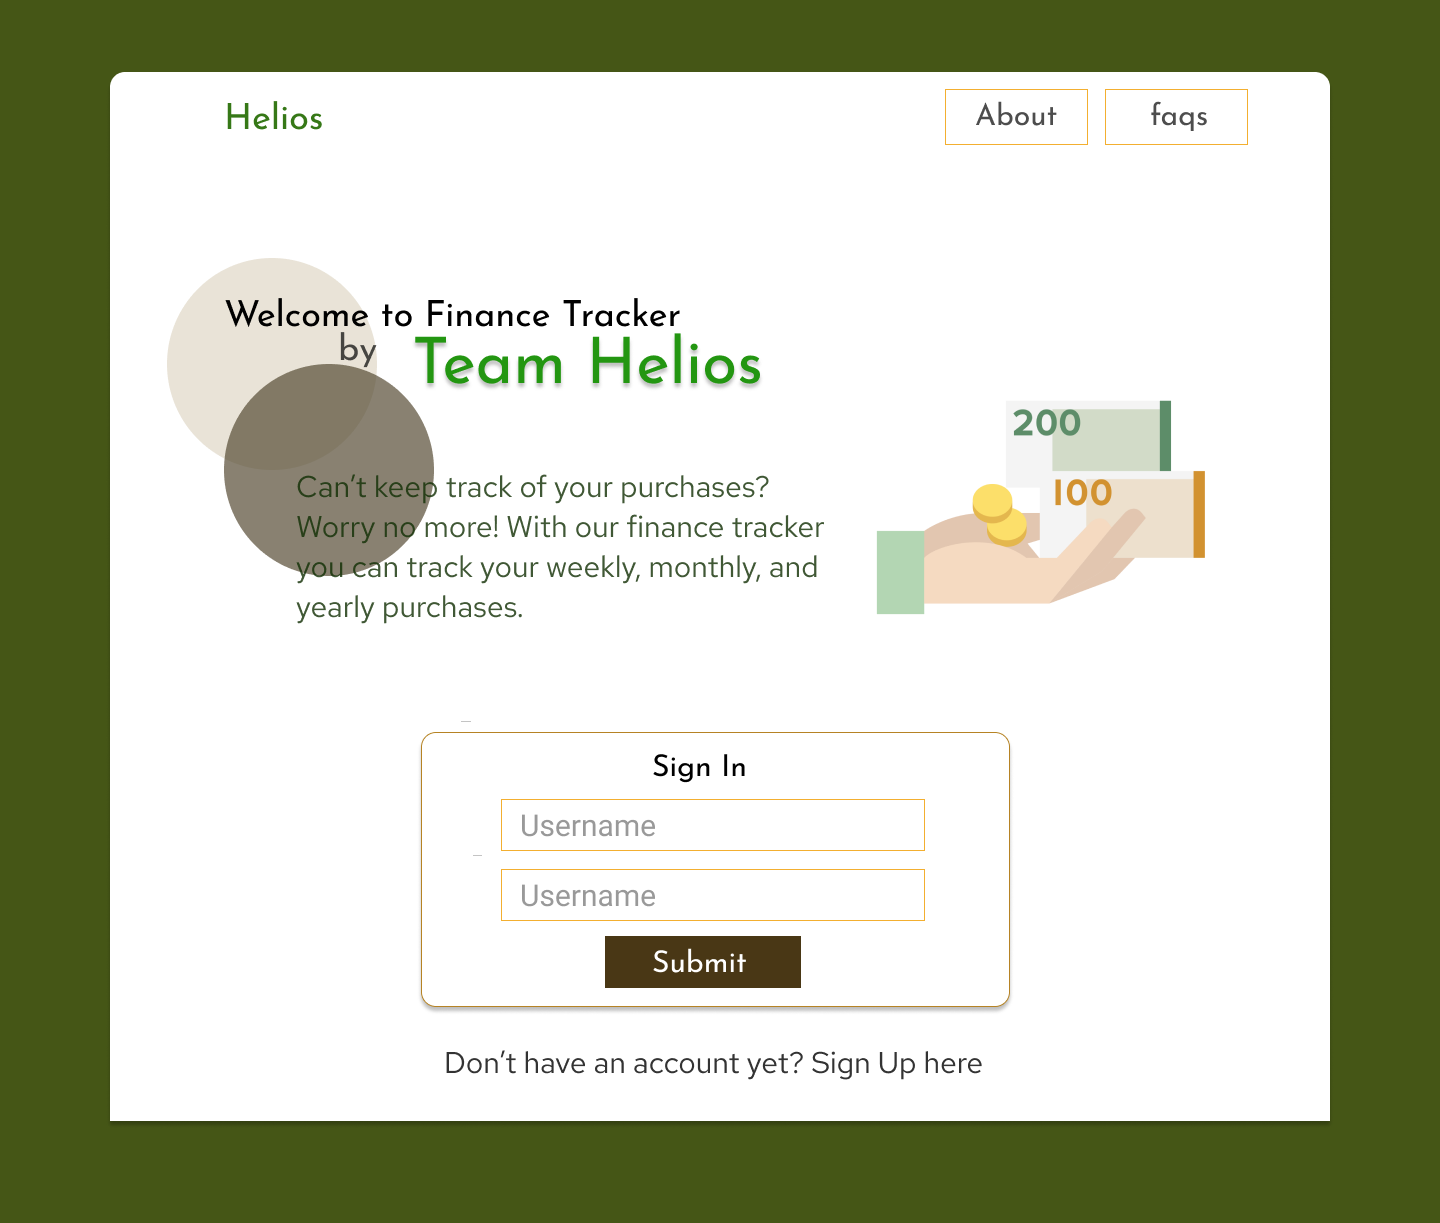 Helios
About
faqs
Welcome to Finance Tracker
by
Team Helios
Can't keep track of your purchases?
Worry no more! With our finance tracker
you can track your weekly, monthly, and
yearly purchases.
200
100
Sign In
Username
Username
Submit
Don't have an account yet? Sign Up here